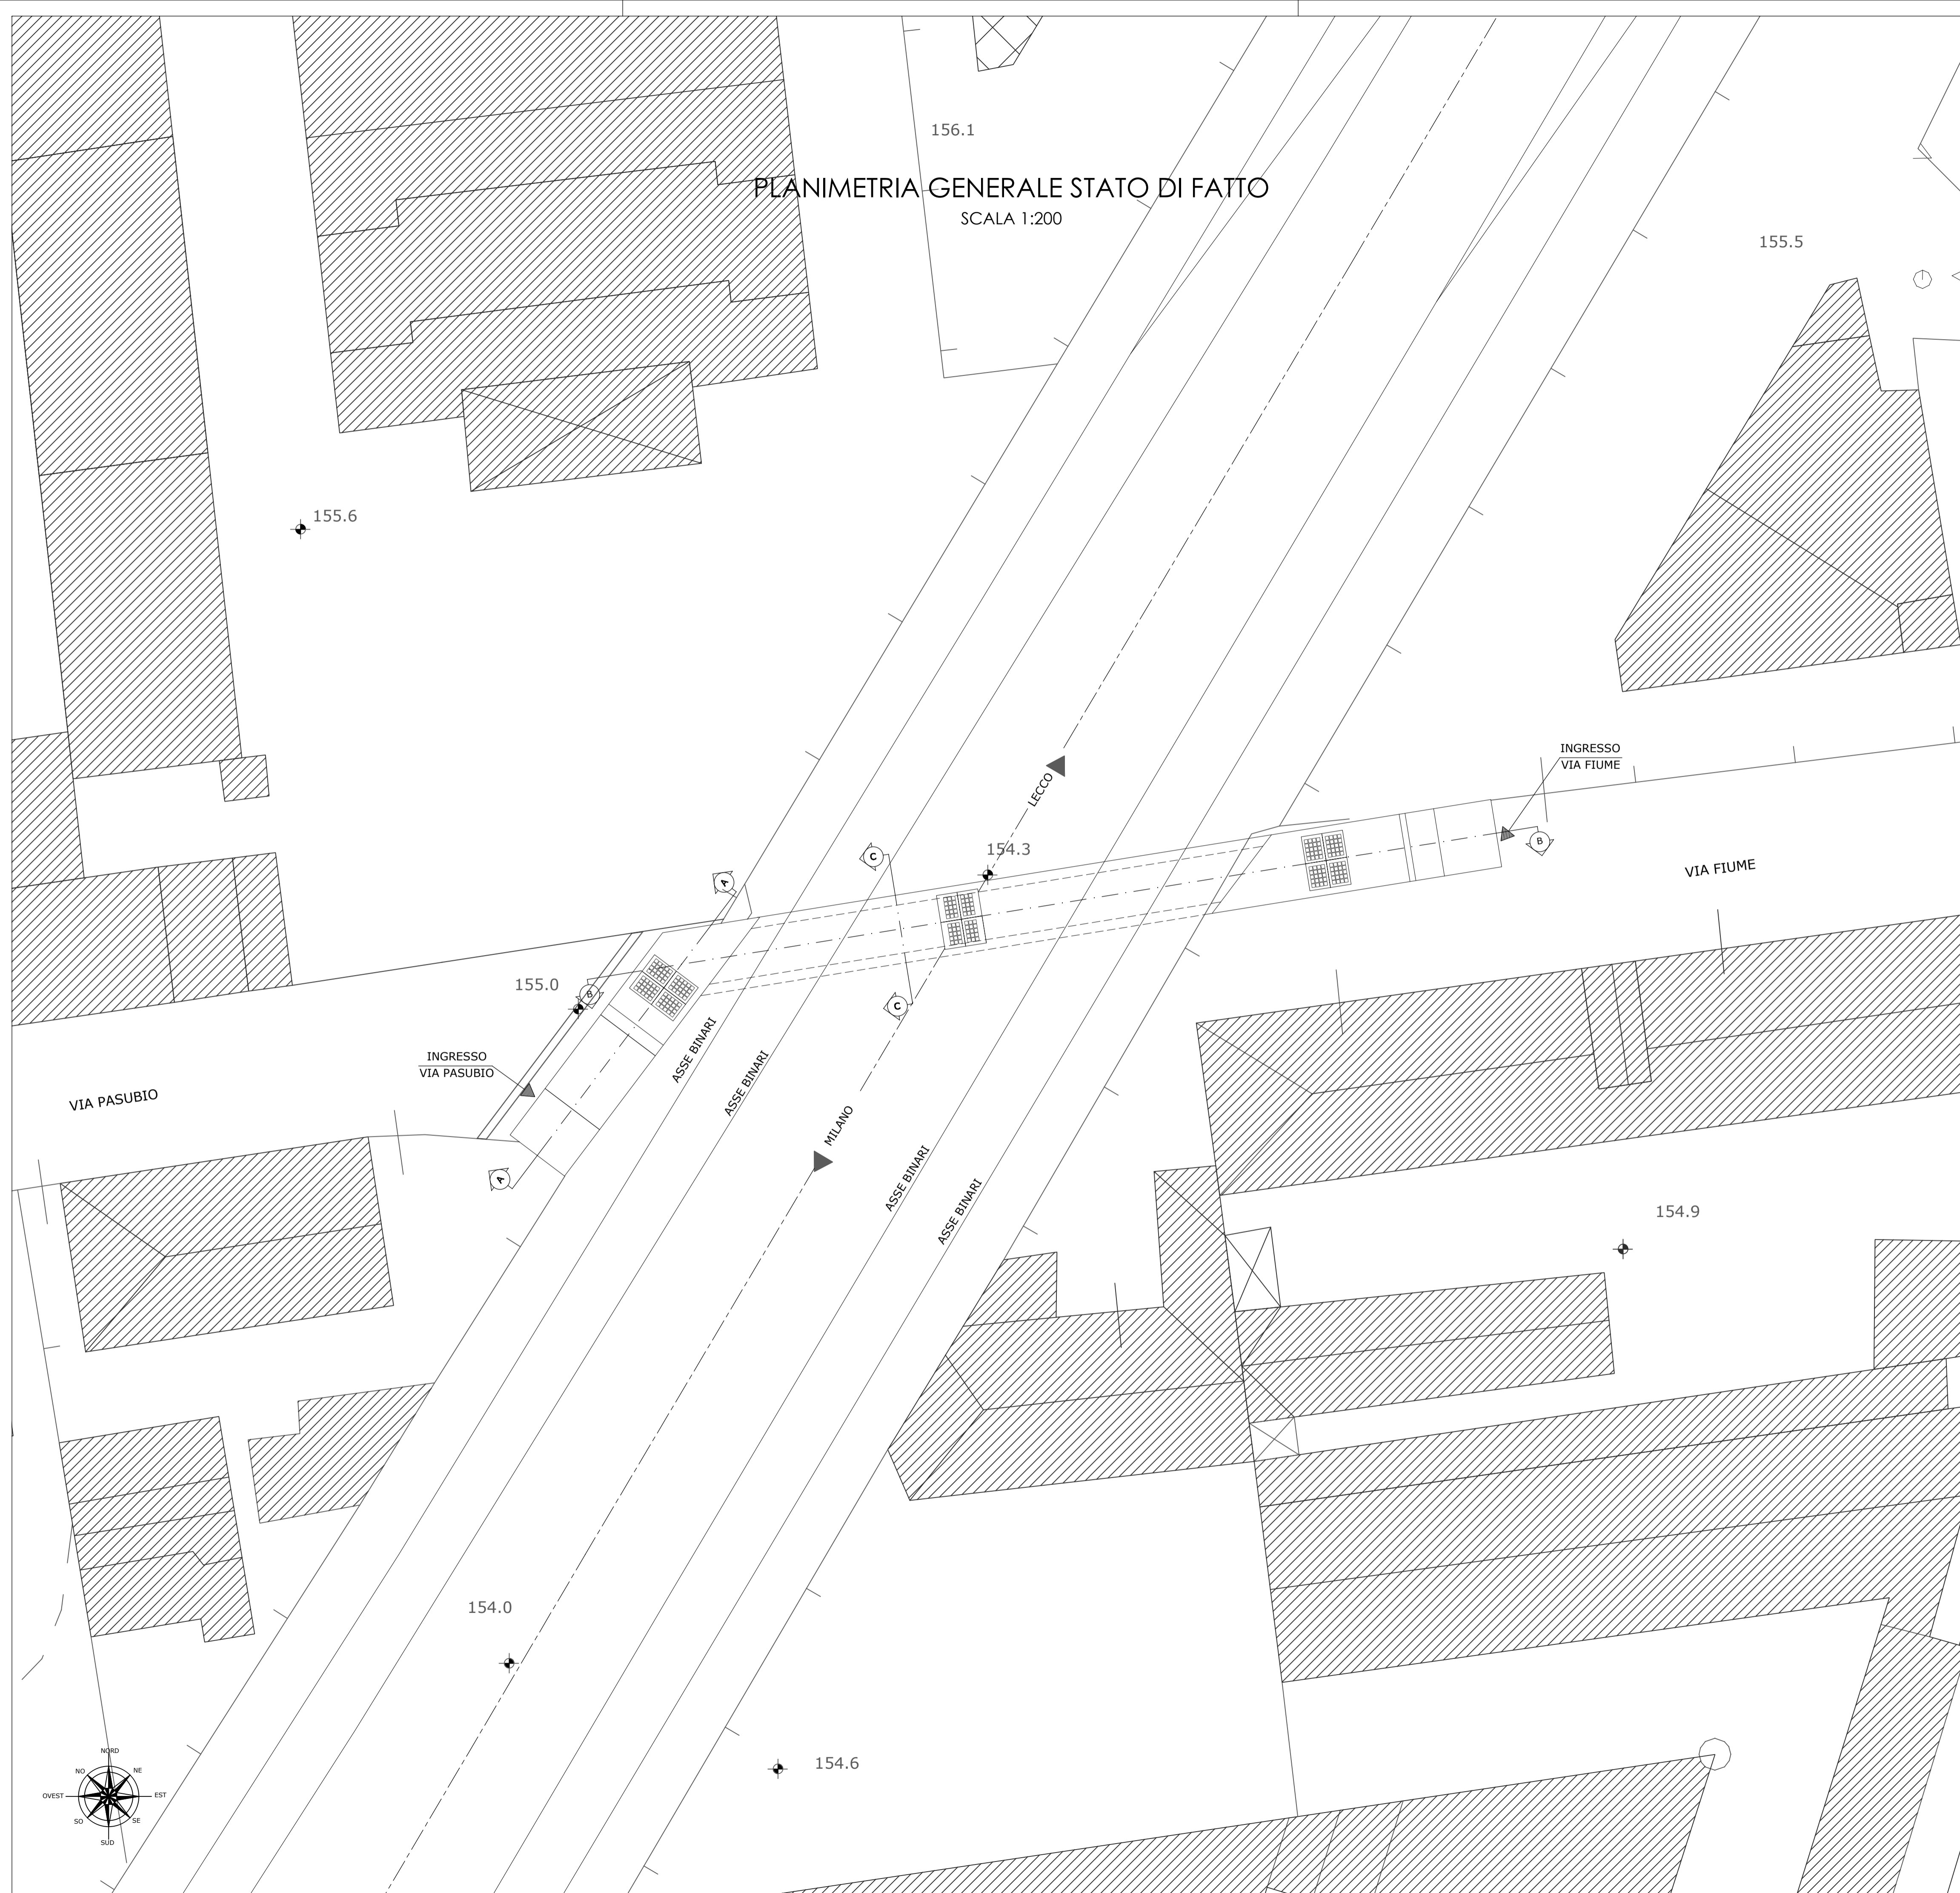 156.1
PLANIMETRIA GENERALE STATO DI FATTO
SCALA 1:200
155.5
155.6
INGRESSO
VIA FIUME
LECCO
154.3
C
B
A
VIA FIUME
155.0
B
C
ASSE BINARI
ASSE BINARI
INGRESSO
VIA PASUBIO
VIA PASUBIO
MILANO
A
ASSE BINARI
ASSE BINARI
154.9
154.0
154.6
NORD
NO
NE
OVEST
EST
SO
SE
SUD